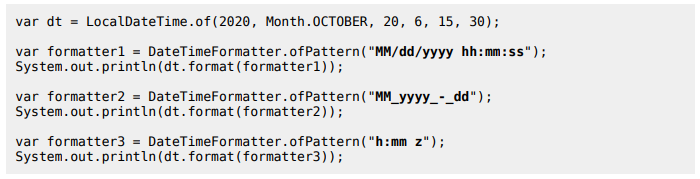 var dt = LocalDateTime.of(2020, Month.OCTOBER, 20, 6, 15, 30);
var formatter1 = DateTimeFormatter.ofPattern("MM/dd/yyyy hh:mm:ss");
System.out.println(dt.format(formatter1));
var formatter2 = DateTimeFormatter.ofPattern("MM_yyyy_-_dd");
System.out.println(dt.format(formatter2));
var formatter3 = DateTimeFormatter.ofPattern("h:mm z");
System.out.println(dt.format(formatter3));